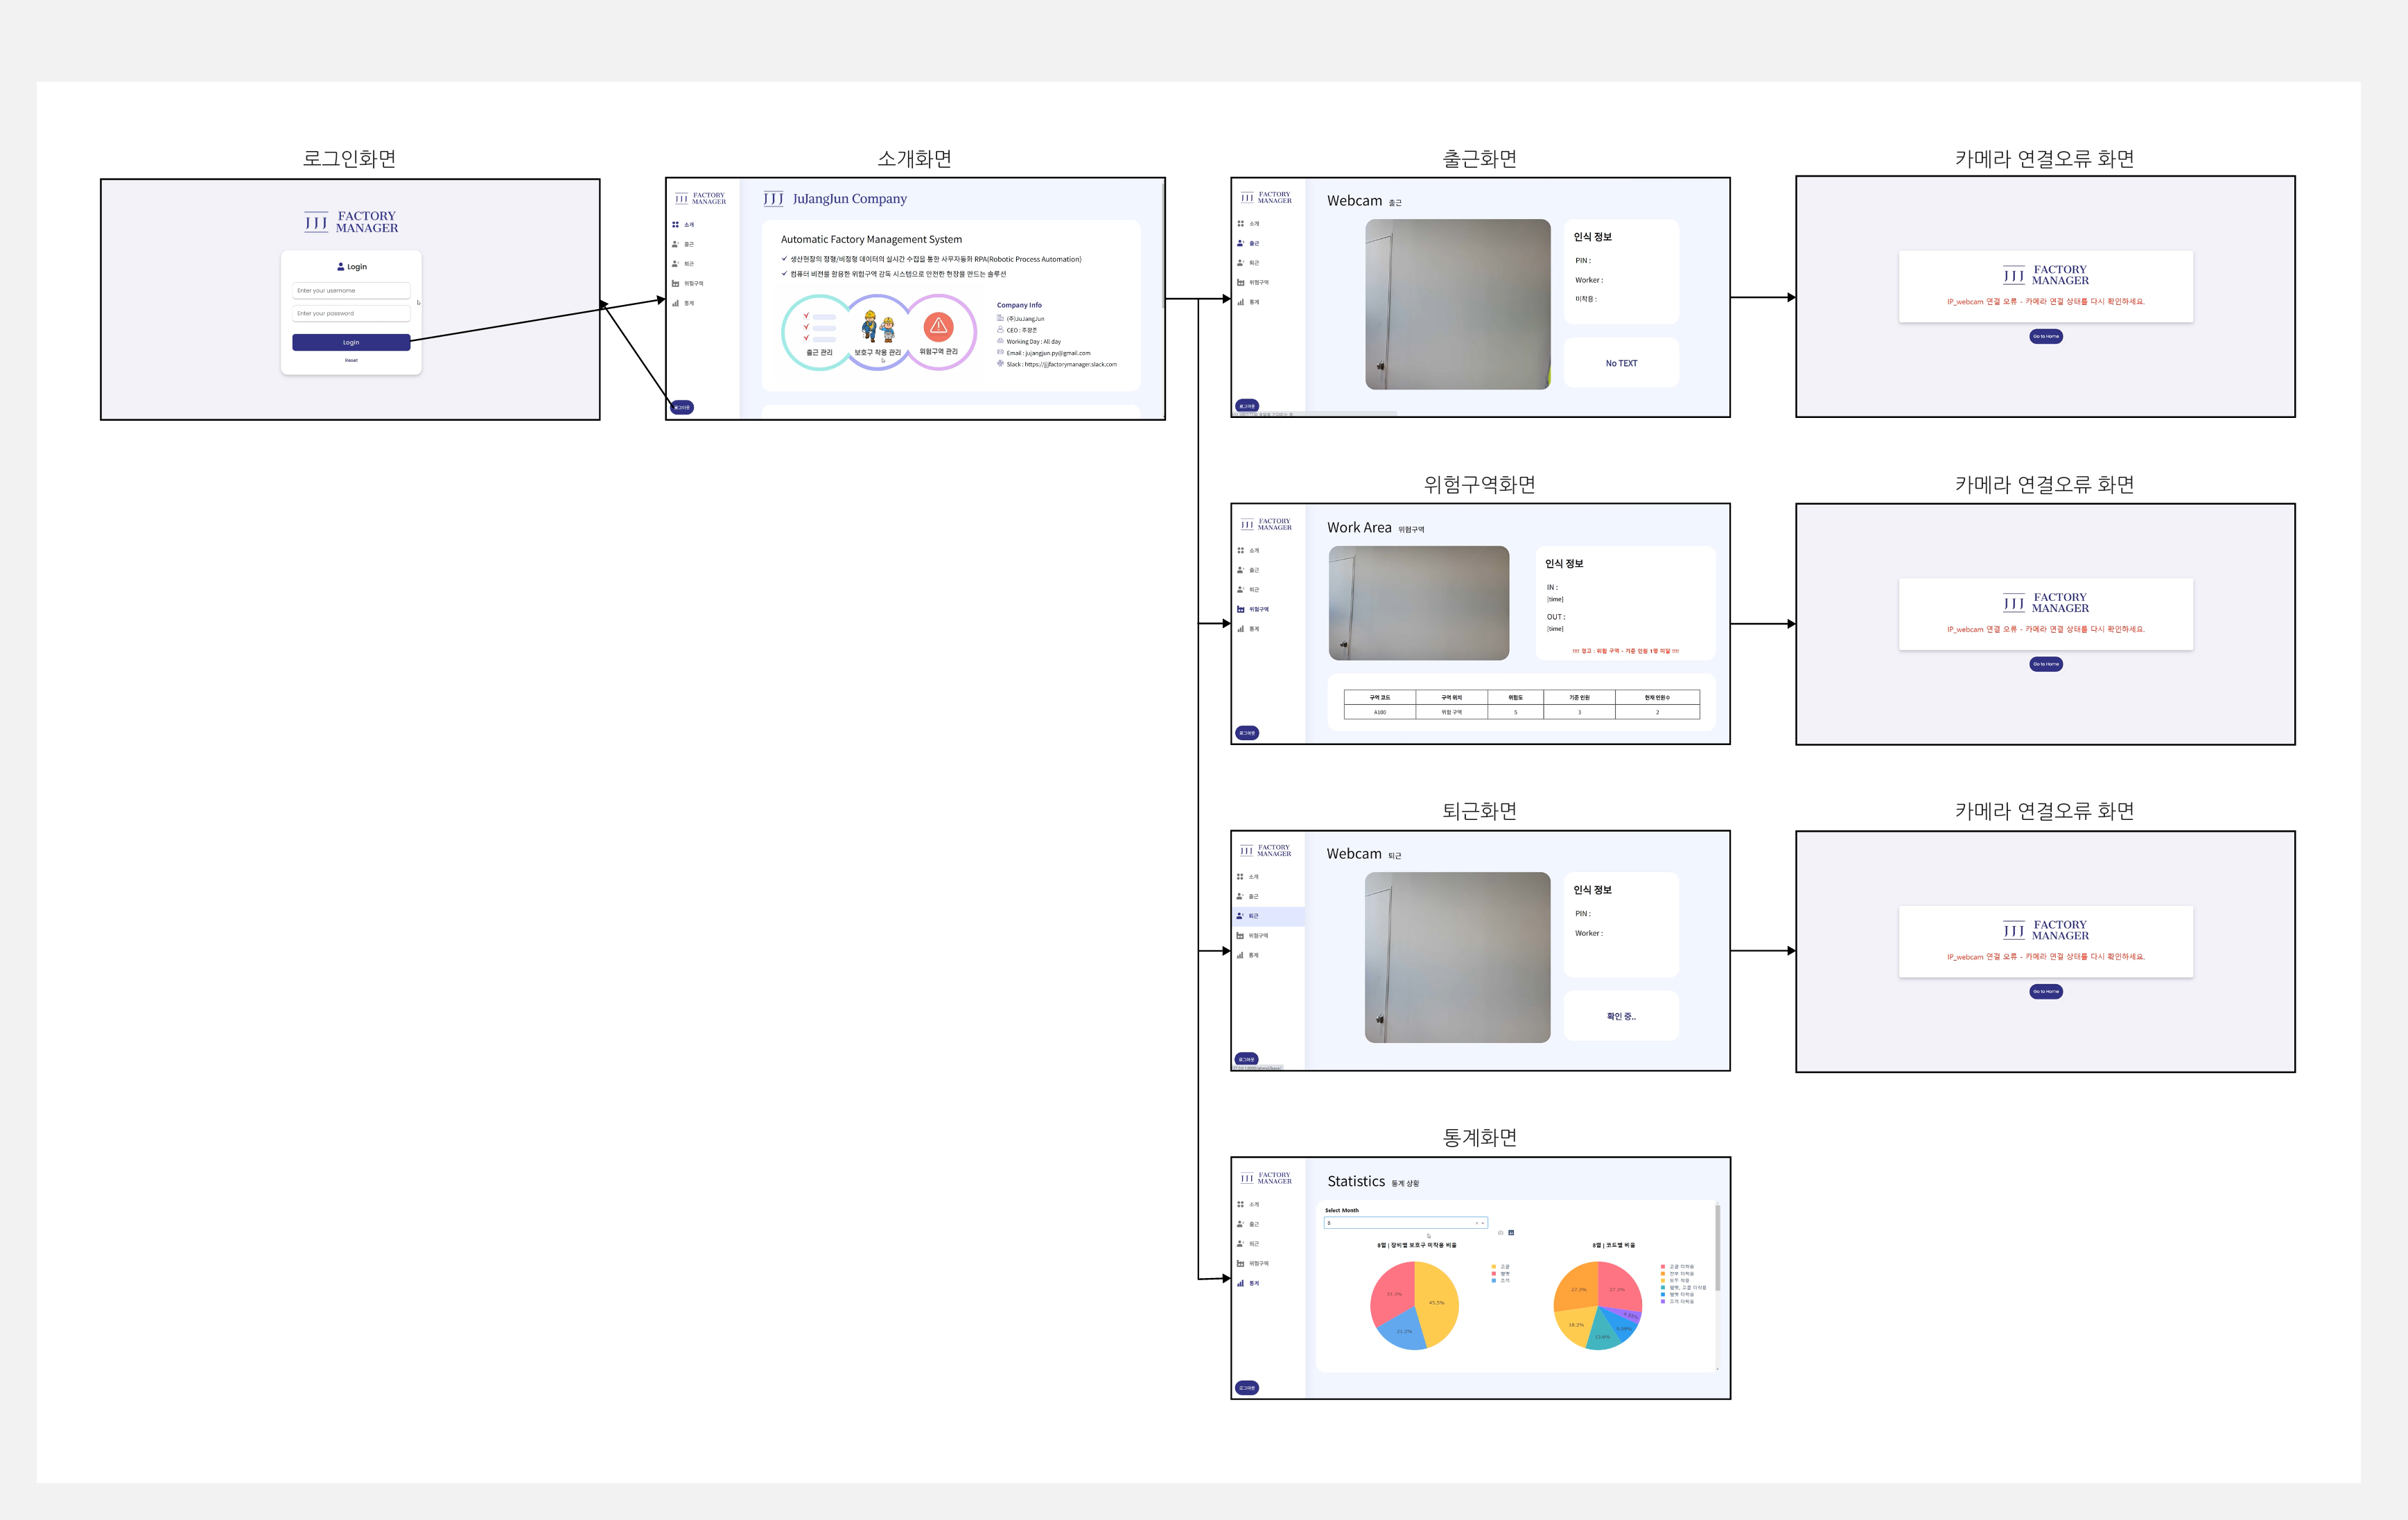 로그인화면
FACTORY
JJJ MANAGER
Login
Enter your username
Enter your password
Login
Reset
소개화면
FACTORY
JJJ MANAGER
소개
출근
퇴근
위험구역
통계
로그아웃
JJJ JuJangJun Company
Automatic Factory Management System
생산현장의 정형/비정형 데이터의 실시간 수집을 통한 사무자동화 RPA(Robotic Process Automation)
컴퓨터 비전을 활용한 위험구역 감독 시스템으로 안전한 현장을 만드는 솔루션
출근 관리
보호구 착용 관리
위험구역 관리
Company Info
(주)JuJangJun
CEO : 주장준
Working Day : All day
Email : jujangjun.py@gmail.com
Slack : https://jjjfactorymanager.slack.com
출근화면
FACTORY
JJJ MANAGER
소개
출근
퇴근
위험구역
통계
로그아웃
Webcam 출근
인식 정보
PIN :
Worker :
미착용 :
No TEXT
카메라 연결오류 화면
FACTORY
JJJ MANAGER
IP_webcam 연결 오류 - 카메라 연결 상태를 다시 확인하세요.
Go to Home
위험구역화면
FACTORY
JJJ MANAGER
소개
출근
퇴근
위험구역
통계
로그아웃
Work Area 위험구역
인식 정보
IN :
[time]
OUT :
[time]
!!!! 경고 : 위험 구역 - 기준 인원 1명 미달 !!!!
구역 코드 구역 위치 위험도 기준 인원 현재 인원수
A100 위험 구역 5 3 2
카메라 연결오류 화면
FACTORY
JJJ MANAGER
IP_webcam 연결 오류 - 카메라 연결 상태를 다시 확인하세요.
Go to Home
퇴근화면
FACTORY
JJJ MANAGER
소개
출근
퇴근
위험구역
통계
로그아웃
Webcam 퇴근
인식 정보
PIN :
Worker :
확인 중..
카메라 연결오류 화면
FACTORY
JJJ MANAGER
IP_webcam 연결 오류 - 카메라 연결 상태를 다시 확인하세요.
Go to Home
통계화면
FACTORY
JJJ MANAGER
소개
출근
퇴근
위험구역
통계
로그아웃
Statistics 통계 상황
Select Month
8
8월 | 장비별 보호구 미착용 비율
고글
헬멧
조끼
45.5%
21.2%
8월 | 코드별 비율
고글 미착용
전부 미착용
모두 착용
헬멧, 고글 미착용
헬멧 미착용
조끼 미착용
27.3%
27.3%
18.2%
13.6%
9.09%